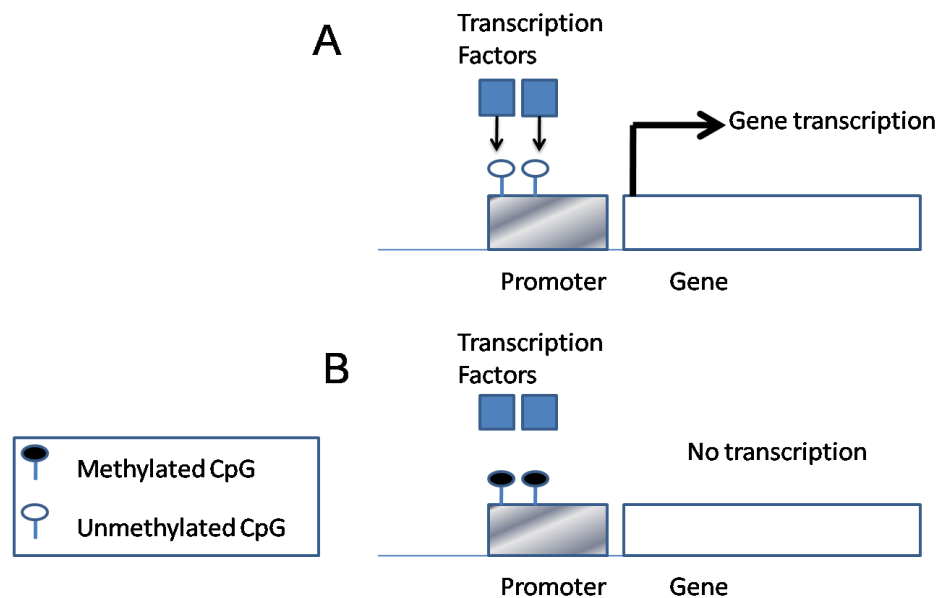 A
Transcription
Factors
Gene transcription
Promoter
Gene
B
Transcription
Factors
No transcription
Methylated CpG
Unmethylated CpG
Promoter
Gene